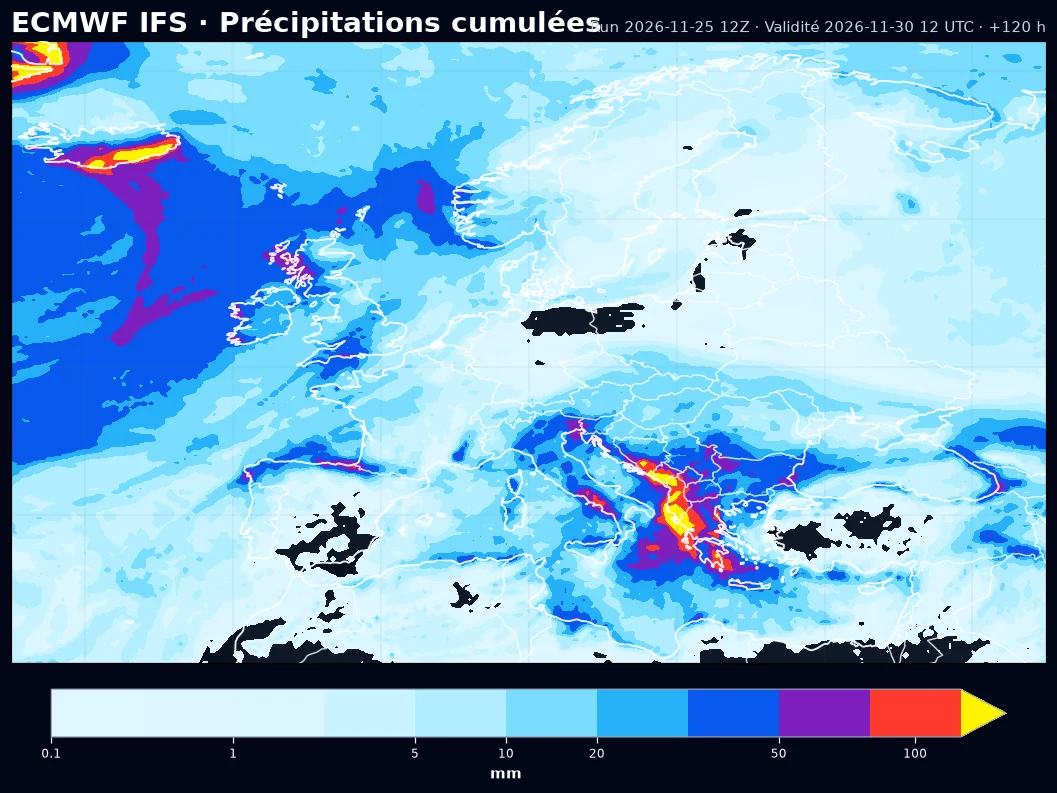 ECMWF IFS · Précipitations cumulées
Run 2026-11-25 12Z · Validité 2026-11-30 12 UTC · +120 h
0.1 1 5 10 20 50 100
mm